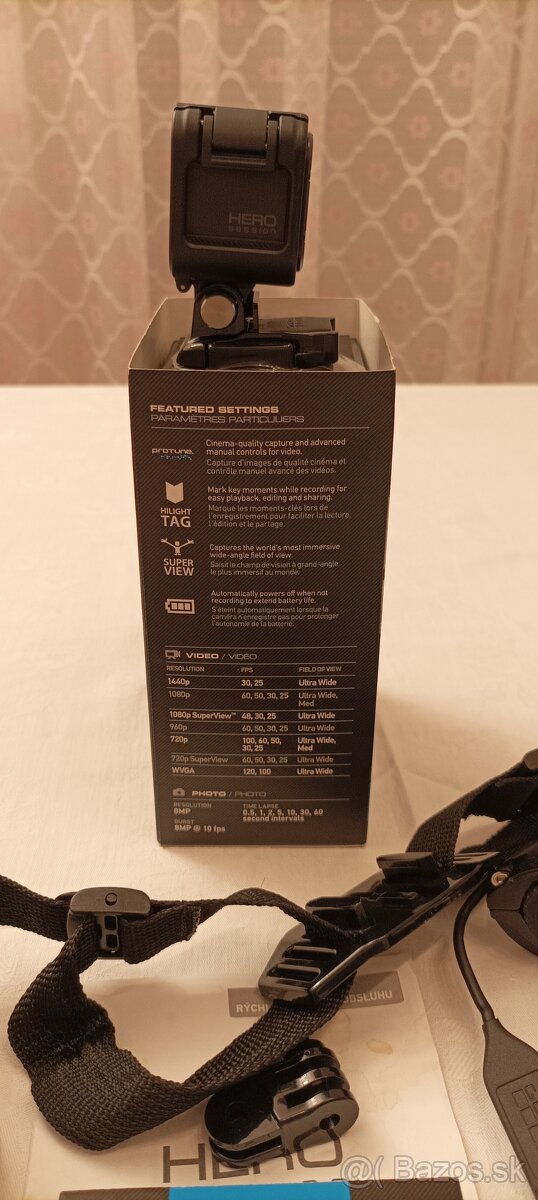 HERO
session
FEATURED SETTINGS
PARAMÈTRES PARTICULIERS
protune.
Cinema-quality capture and advanced
manual controls for video.
Capture d'images de qualité cinéma et
contrôle manuel avancé des vidéos.
HILIGHT
TAG
Mark key moments while recording for
easy playback, editing and sharing.
Marque les moments-clés lors de
l'enregistrement pour faciliter la lecture,
l'édition et le partage.
SUPER
VIEW
Captures the world's most immersive
wide-angle field of view.
Saisit le champ de vision à grand-angle
le plus immersif au monde.
Automatically powers off when not
recording to extend battery life.
S'éteint automatiquement lorsque la
caméra n'enregistre pas pour prolonger
l'autonomie de la batterie.
VIDEO / VIDÉO
RESOLUTION FPS FIELD OF VIEW
1440p 30, 25 Ultra Wide
1080p 60, 50, 30, 25 Ultra Wide,
Med
1080p SuperView™ 48, 30, 25 Ultra Wide
960p 60, 50, 30, 25 Ultra Wide
720p 100, 60, 50, Ultra Wide,
30, 25 Med
720p SuperView 60, 50, 30, 25 Ultra Wide
WVGA 120, 100 Ultra Wide
PHOTO / PHOTO
RESOLUTION TIME LAPSE
8MP 0.5, 1, 2, 5, 10, 30, 60
second intervals
BURST
8MP @ 10 fps
HERO
@( Bazos.sk